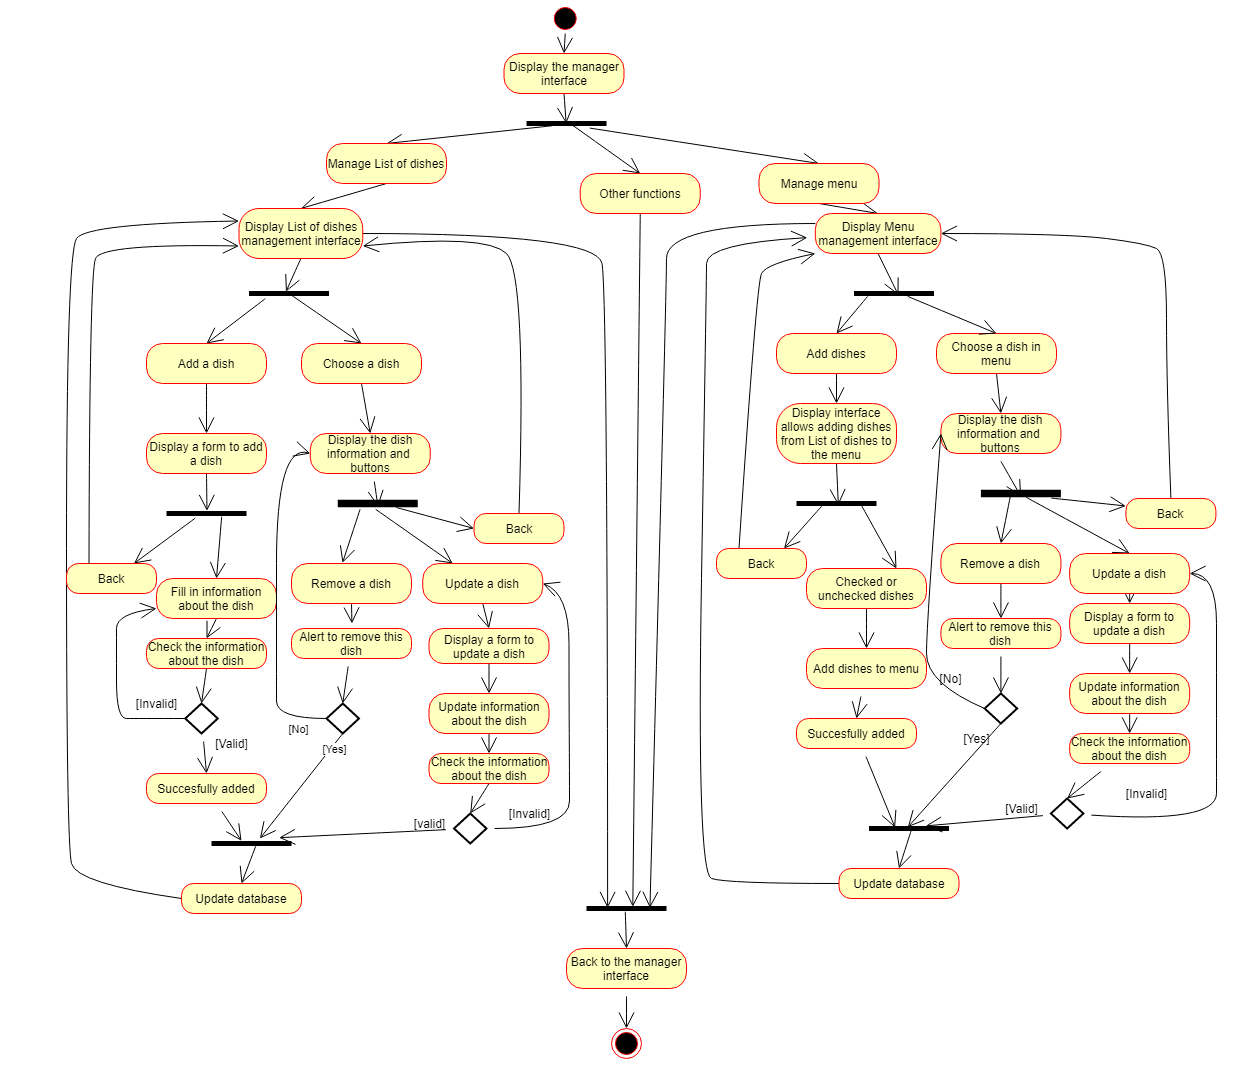 Display the manager
interface
Manage List of dishes
Other functions
Manage menu
Display List of dishes
management interface
Display Menu
management interface
Add a dish
Choose a dish
Add dishes
Choose a dish in
menu
Display a form to add
a dish
Display the dish
information and
buttons
Display interface
allows adding dishes
from List of dishes to
the menu
Display the dish
information and
buttons
Back
Back
Back
Fill in information
about the dish
Remove a dish
Update a dish
Back
Checked or
unchecked dishes
Remove a dish
Update a dish
Check the information
about the dish
Alert to remove this
dish
Display a form to
update a dish
Add dishes to menu
Alert to remove this
dish
Display a form to
update a dish
[Invalid]
[Valid]
[No]
[Yes]
Update information
about the dish
Check the information
about the dish
[No]
[Yes]
Update information
about the dish
Check the information
about the dish
Succesfully added
[valid]
[Invalid]
Succesfully added
[Valid]
[Invalid]
Update database
Update database
Back to the manager
interface